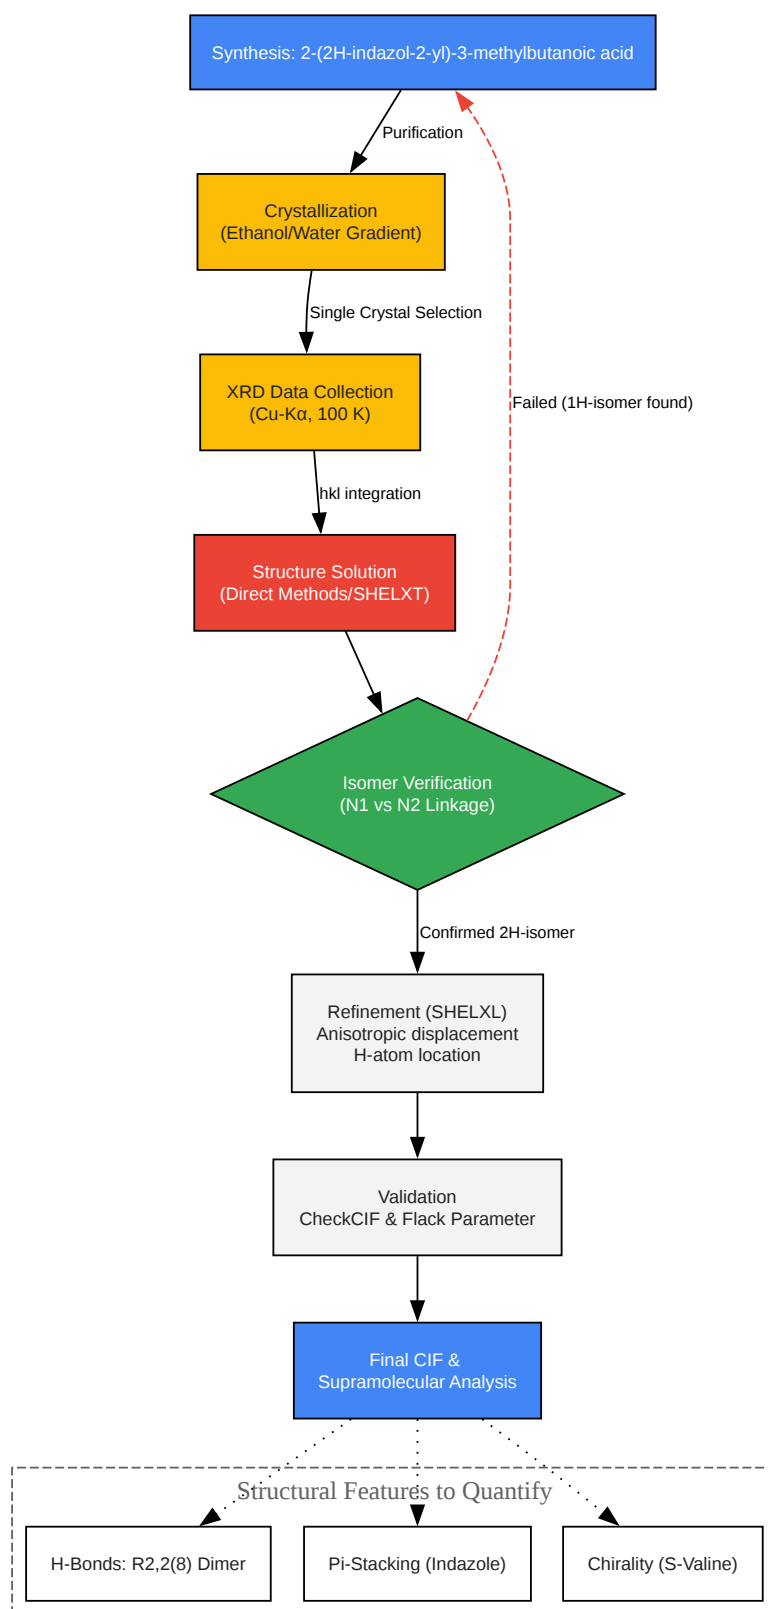 Synthesis: 2-(2H-indazol-2-yl)-3-methylbutanoic acid
Purification
Crystallization
(Ethanol/Water Gradient)
Single Crystal Selection
XRD Data Collection
(Cu-Kα, 100 K)
Failed (1H-isomer found)
hkl integration
Structure Solution
(Direct Methods/SHELXT)
Isomer Verification
(N1 vs N2 Linkage)
Confirmed 2H-isomer
Refinement (SHELXL)
Anisotropic displacement
H-atom location
Validation
CheckCIF & Flack Parameter
Final CIF &
Supramolecular Analysis
Structural Features to Quantify
H-Bonds: R2,2(8) Dimer
Pi-Stacking (Indazole)
Chirality (S-Valine)